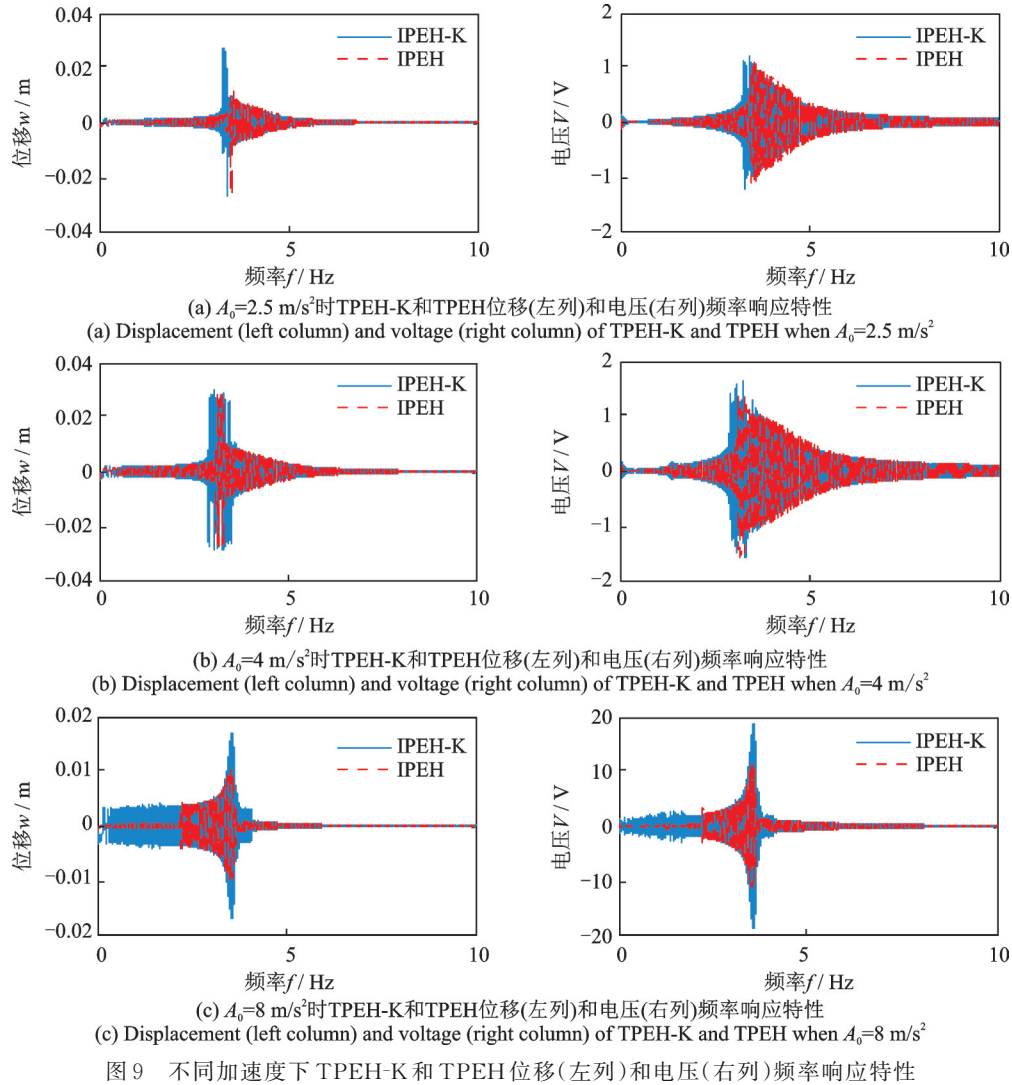 0.04
0.02
0
−0.02
−0.04
位移w / m
IPEH-K
IPEH
0
5
10
频率f / Hz
2
1
0
−1
−2
电压V / V
IPEH-K
IPEH
0
5
10
频率f / Hz
(a) A₀=2.5 m/s²时TPEH-K和TPEH位移(左列)和电压(右列)频率响应特性
(a) Displacement (left column) and voltage (right column) of TPEH-K and TPEH when A₀=2.5 m/s²
0.04
0.02
0
−0.02
−0.04
位移w / m
IPEH-K
IPEH
0
5
10
频率f / Hz
2
1
0
−1
−2
电压V / V
IPEH-K
IPEH
0
5
10
频率f / Hz
(b) A₀=4 m/s²时TPEH-K和TPEH位移(左列)和电压(右列)频率响应特性
(b) Displacement (left column) and voltage (right column) of TPEH-K and TPEH when A₀=4 m/s²
0.02
0.01
0
−0.01
−0.02
位移w / m
IPEH-K
IPEH
0
5
10
频率f / Hz
20
10
0
−10
−20
电压V / V
IPEH-K
IPEH
0
5
10
频率f / Hz
(c) A₀=8 m/s²时TPEH-K和TPEH位移(左列)和电压(右列)频率响应特性
(c) Displacement (left column) and voltage (right column) of TPEH-K and TPEH when A₀=8 m/s²
图9 不同加速度下TPEH-K和TPEH位移(左列)和电压(右列)频率响应特性